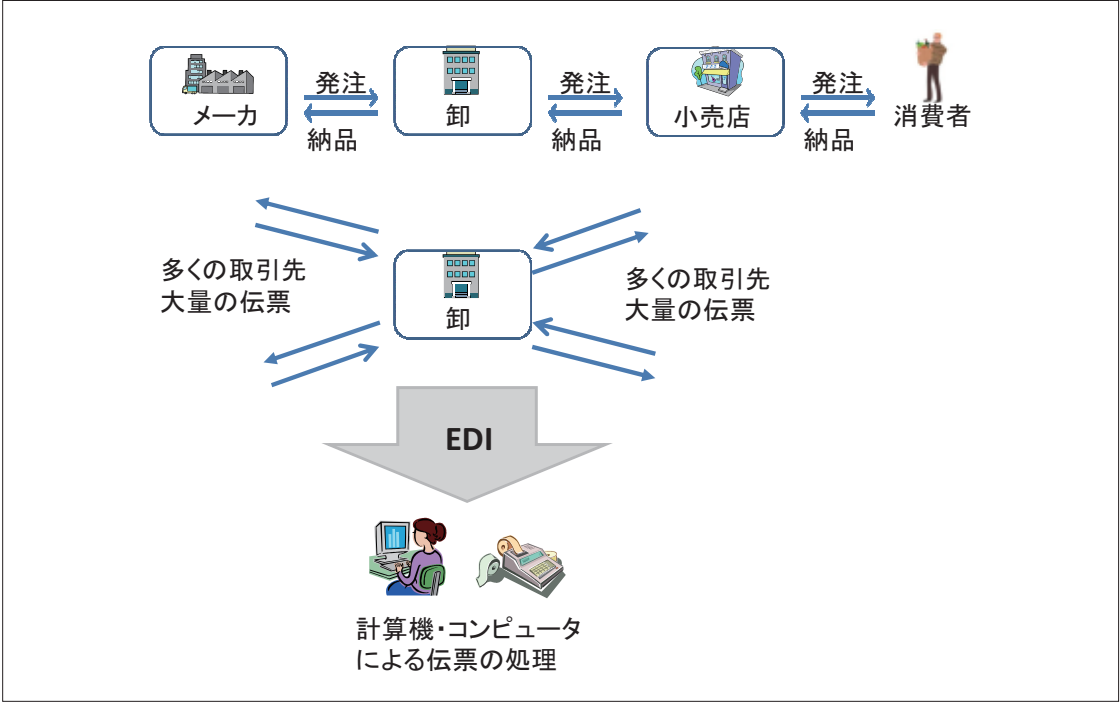 メーカ
発注
納品
卸
発注
納品
小売店
発注
納品
消費者
多くの取引先
大量の伝票
卸
多くの取引先
大量の伝票
EDI
計算機・コンピュータ
による伝票の処理